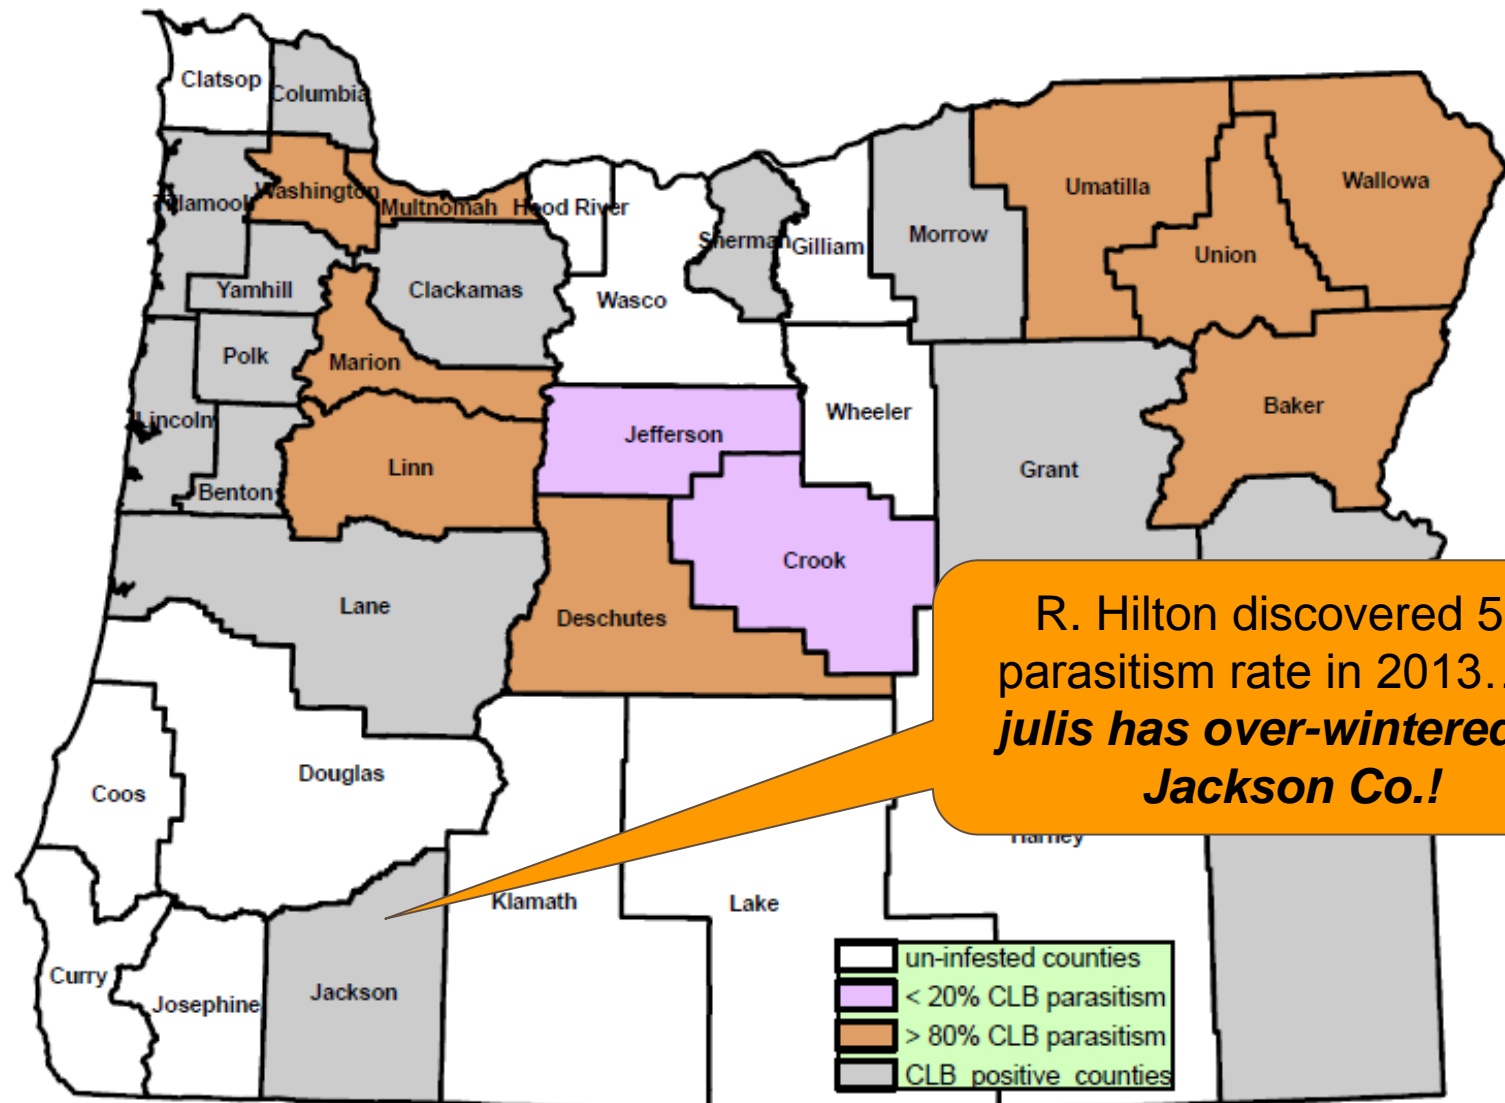 Clatsop
Columbia
Tillamook
Washington
Multnomah
Hood River
Sherman
Gilliam
Morrow
Umatilla
Wallowa
Union
Yamhill
Clackamas
Wasco
Polk
Marion
Lincoln
Benton
Linn
Jefferson
Wheeler
Grant
Baker
Crook
Lane
Deschutes
R. Hilton discovered 5
parasitism rate in 2013..
julis has over-wintered
Jackson Co.!
Harney
Coos
Douglas
Klamath
Lake
Curry
Josephine
Jackson
un-infested counties
< 20% CLB parasitism
> 80% CLB parasitism
CLB positive counties